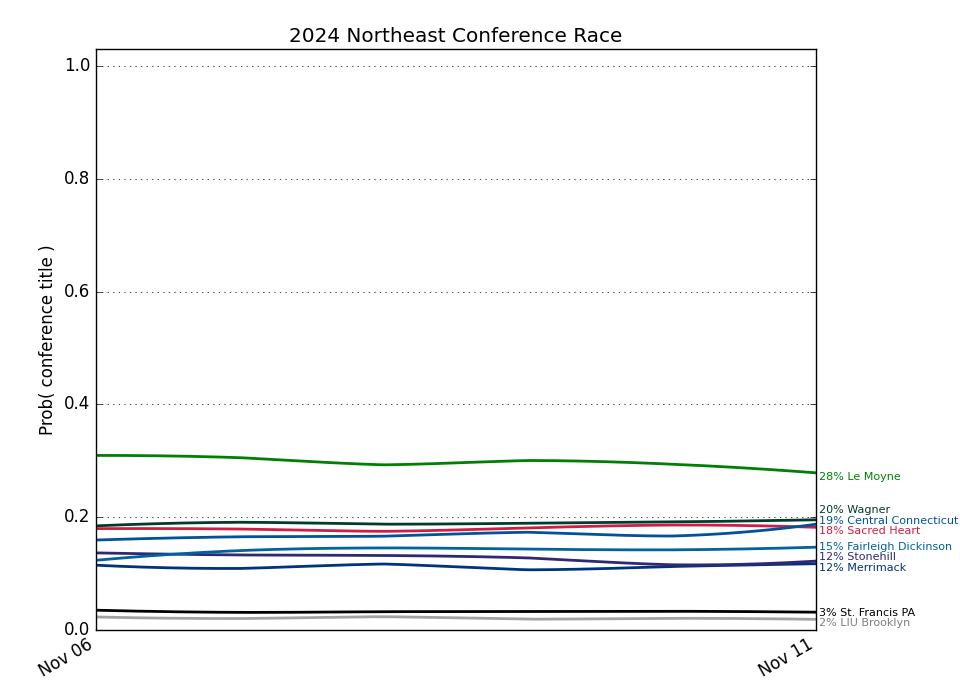 2024 Northeast Conference Race
Prob( conference title )
1.0
0.8
0.6
0.4
0.2
0.0
Nov 06
Nov 11
28% Le Moyne
20% Wagner
19% Central Connecticut
18% Sacred Heart
15% Fairleigh Dickinson
12% Stonehill
12% Merrimack
3% St. Francis PA
2% LIU Brooklyn